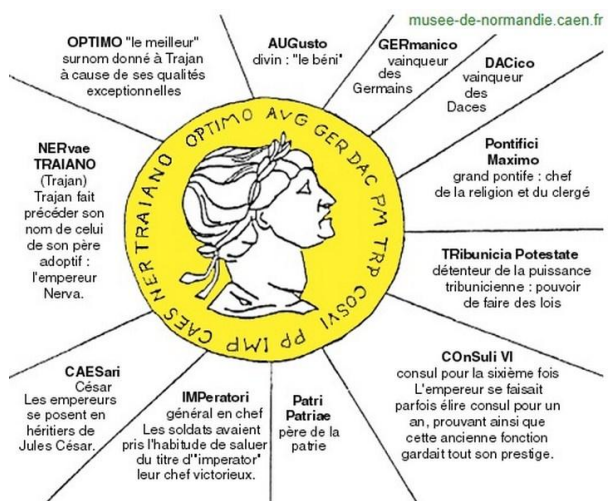 musee-de-normandie.caen.fr
OPTIMO "le meilleur"
surnom donné à Trajan
à cause de ses qualités
exceptionnelles
AUGusto
divin : "le béni"
GERmanico
vainqueur
des
Germains
DACico
vainqueur
des
Daces
Pontifici
Maximo
grand pontife : chef
de la religion et du clergé
TRibunicia Potestate
détenteur de la puissance
tribunicienne : pouvoir
de faire des lois
COnSuli VI
consul pour la sixième fois
L'empereur se faisait
parfois élire consul pour un
an, prouvant ainsi que
cette ancienne fonction
gardait tout son prestige.
Patri
Patriae
père de la
patrie
IMPeratori
général en chef
Les soldats avaient
pris l'habitude de saluer
du titre d'"imperator"
leur chef victorieux.
CAESari
César
Les empereurs
se posent en
héritiers de
Jules César.
NERvae
TRAIANO
(Trajan)
Trajan fait
précéder son
nom de celui
de son père
adoptif :
l'empereur
Nerva.
IMP CAES NER TRAIANO OPTIMO AVG GER DAC PM TRP COSVI PP